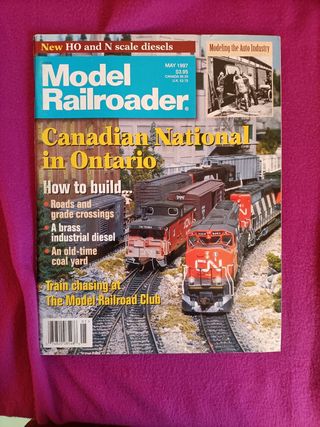 New HO and N scale diesels
Modeling the Auto Industry
Model
Railroader
MAY 1997
$3.95
Canadian National
in Ontario
How to build...
• Roads and
grade crossings
• A brass
industrial diesel
• An old-time
coal yard
Train chasing at
The Model Railroad Club
CN